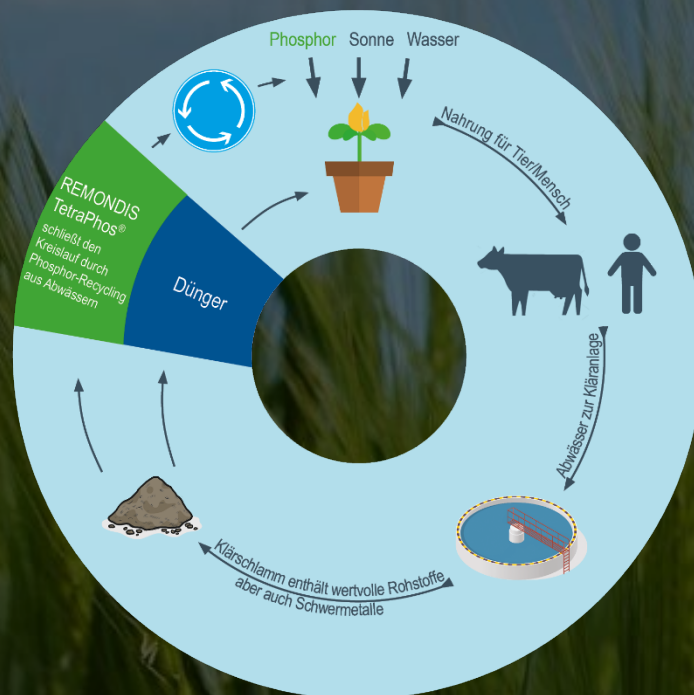 Phosphor Sonne Wasser
Nahrung für Tier/Mensch
Abwässer zur Kläranlage
Klärschlamm enthält wertvolle Rohstoffe
aber auch Schwermetalle
REMONDIS
TetraPhos®
schließt den
Kreislauf durch
Phosphor-Recycling
aus Abwässern
Dünger